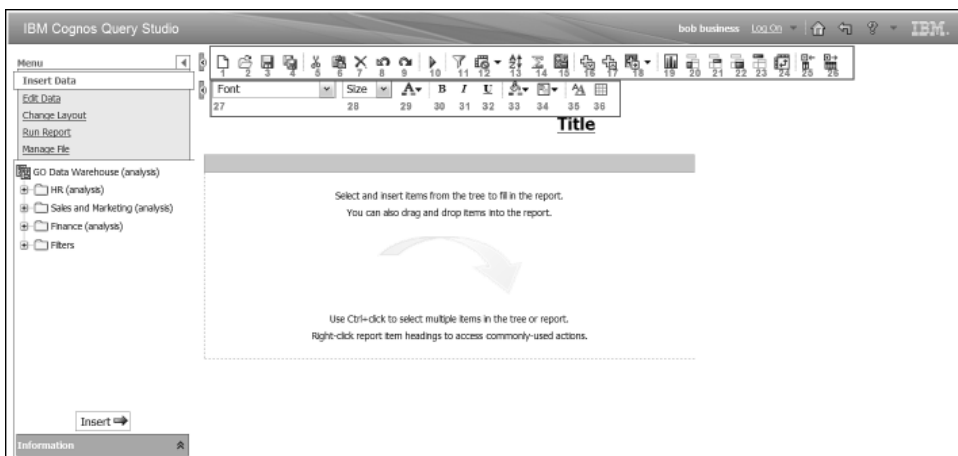 IBM Cognos Query Studio
bob business Log On ? IBM.
Menu
1 2 3 4 5 6 7 8 9 10 11 12 13 14 15 16 17 18 19 20 21 22 23 24 25 26
Insert Data
Font Size A B I U
27 28 29 30 31 32 33 34 35 36
Edit Data
Change Layout
Run Report
Manage File
Title
GO Data Warehouse (analysis)
HR (analysis)
Sales and Marketing (analysis)
Finance (analysis)
Filters
Select and insert items from the tree to fill in the report.
You can also drag and drop items into the report.
Use Ctrl+click to select multiple items in the tree or report.
Right-click report item headings to access commonly-used actions.
Insert
Information